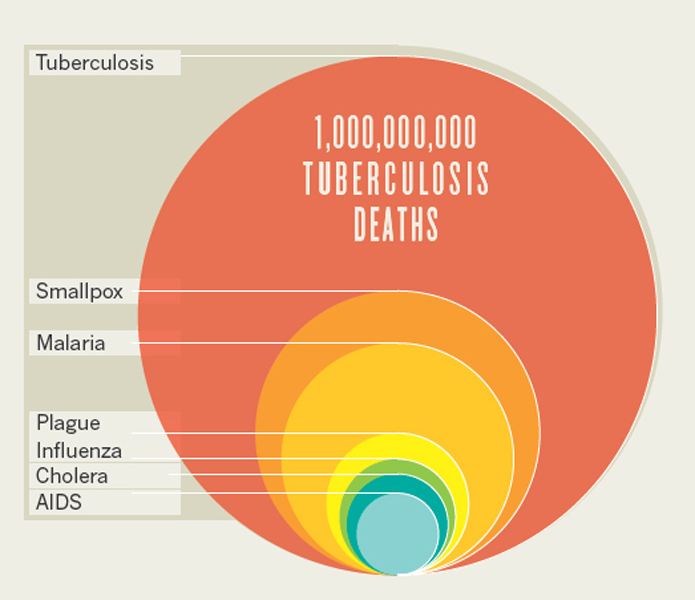 Tuberculosis
1,000,000,000
TUBERCULOSIS
DEATHS
Smallpox
Malaria
Plague
Influenza
Cholera
AIDS